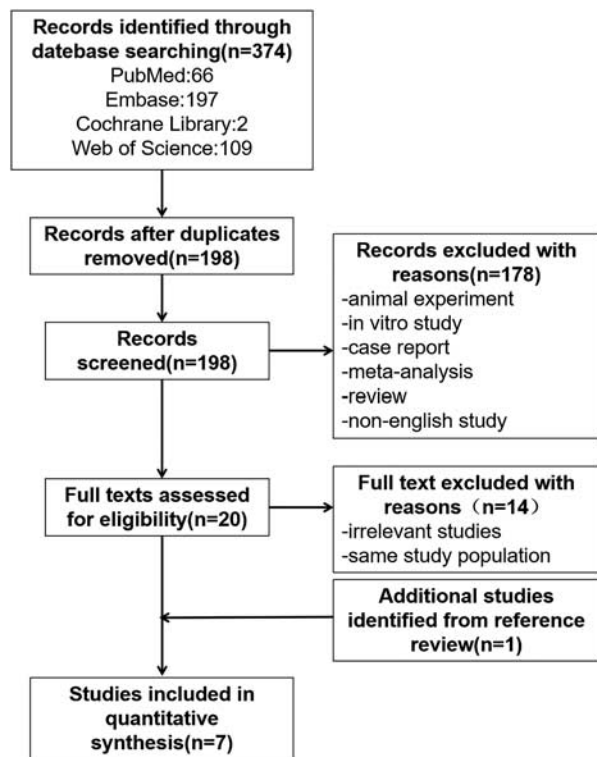 Records identified through
datebase searching(n=374)
PubMed:66
Embase:197
Cochrane Library:2
Web of Science:109
Records after duplicates
removed(n=198)
Records
screened(n=198)
Records excluded with
reasons(n=178)
-animal experiment
-in vitro study
-case report
-meta-analysis
-review
-non-english study
Full texts assessed
for eligibility(n=20)
Full text excluded with
reasons（n=14）
-irrelevant studies
-same study population
Additional studies
identified from reference
review(n=1)
Studies included in
quantitative
synthesis(n=7)